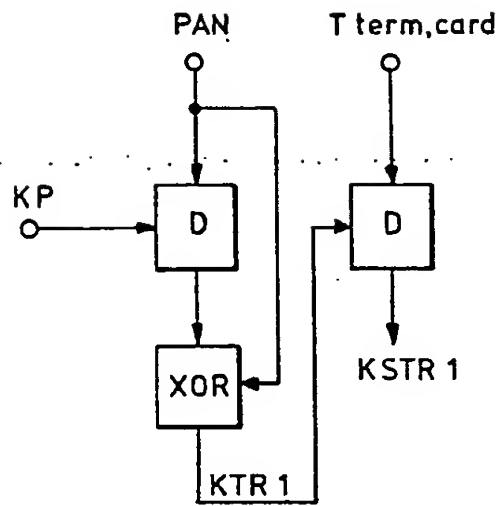 PAN
T term,card
KP
D
D
XOR
KSTR 1
KTR 1